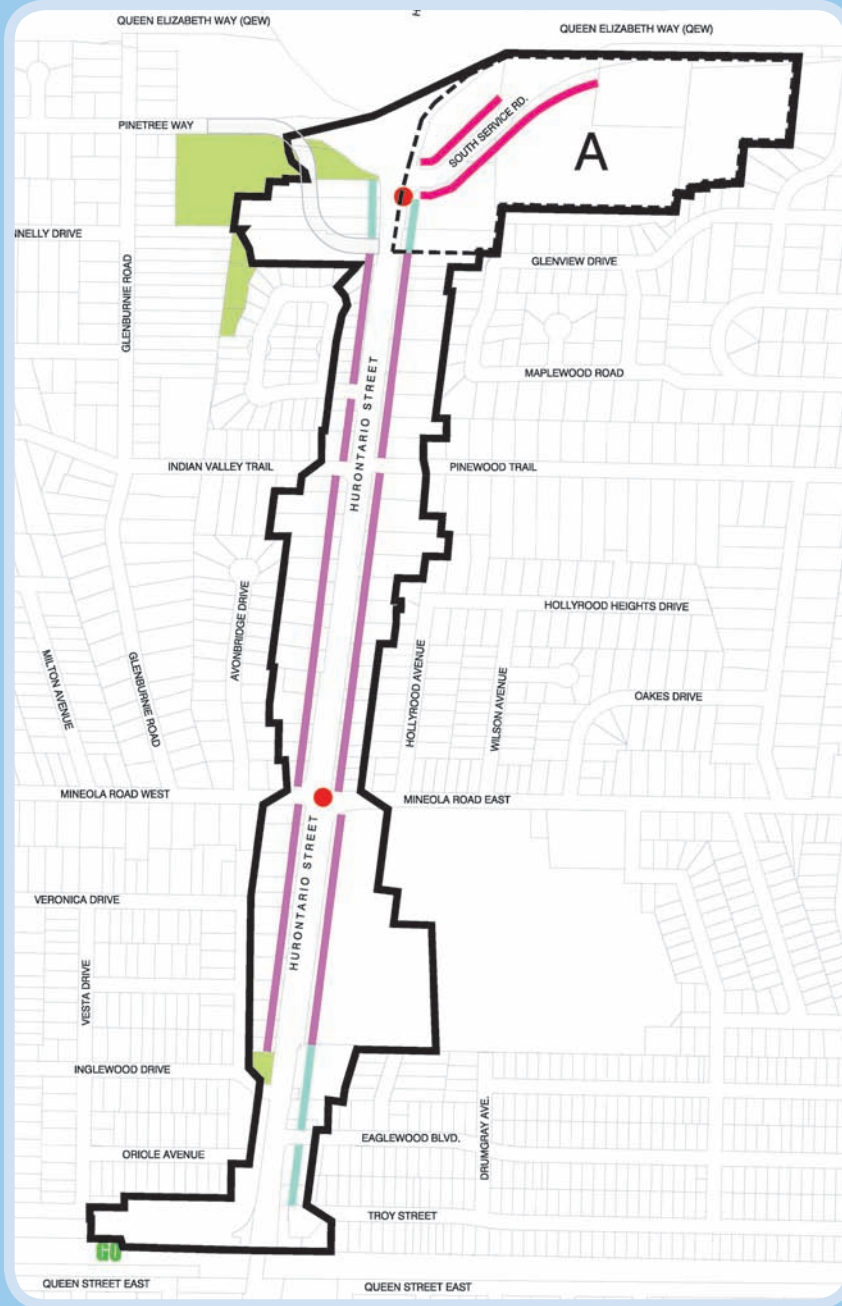 QUEEN ELIZABETH WAY (QEW)
QUEEN ELIZABETH WAY (QEW)
PINETREE WAY
SOUTH SERVICE RD.
A
NNELLY DRIVE
GLENBURNIE ROAD
GLENVIEW DRIVE
HURONTARIO STREET
MAPLEWOOD ROAD
INDIAN VALLEY TRAIL
PINEWOOD TRAIL
AVONBRIDGE DRIVE
HOLLYROOD HEIGHTS DRIVE
MILTON AVENUE
GLENBURNIE ROAD
HOLLYROOD AVENUE
WILSON AVENUE
OAKES DRIVE
MINEOLA ROAD WEST
MINEOLA ROAD EAST
HURONTARIO STREET
VERONICA DRIVE
VESTA DRIVE
INGLEWOOD DRIVE
DRUMGRAY AVE.
EAGLEWOOD BLVD.
ORIOLE AVENUE
TROY STREET
GO
QUEEN STREET EAST
QUEEN STREET EAST